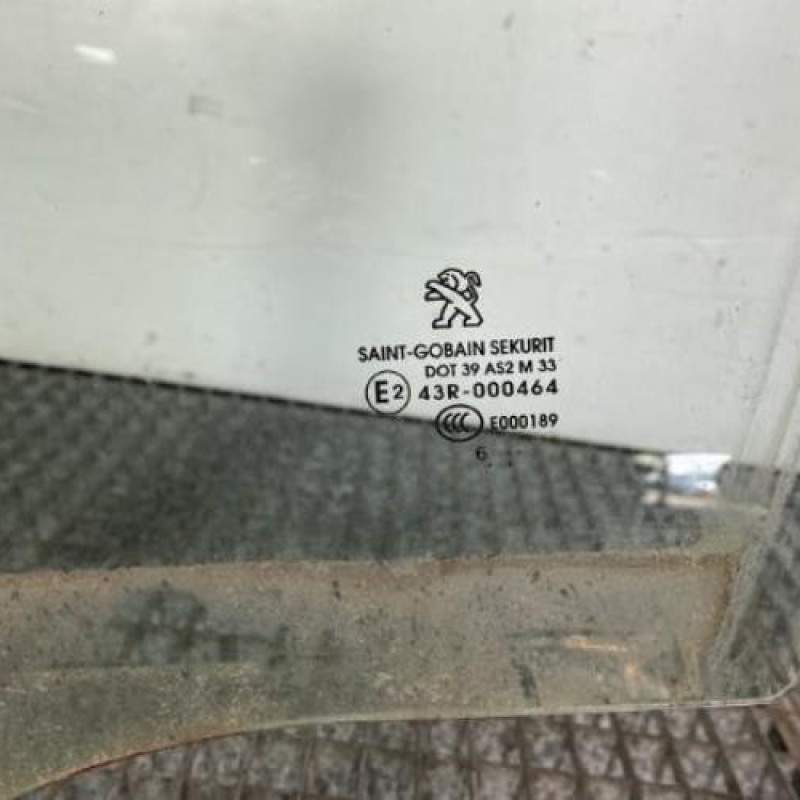 SAINT-GOBAIN SEKURIT
DOT 39 AS2 M 33
E2 43R-000464
CCC E000189
6